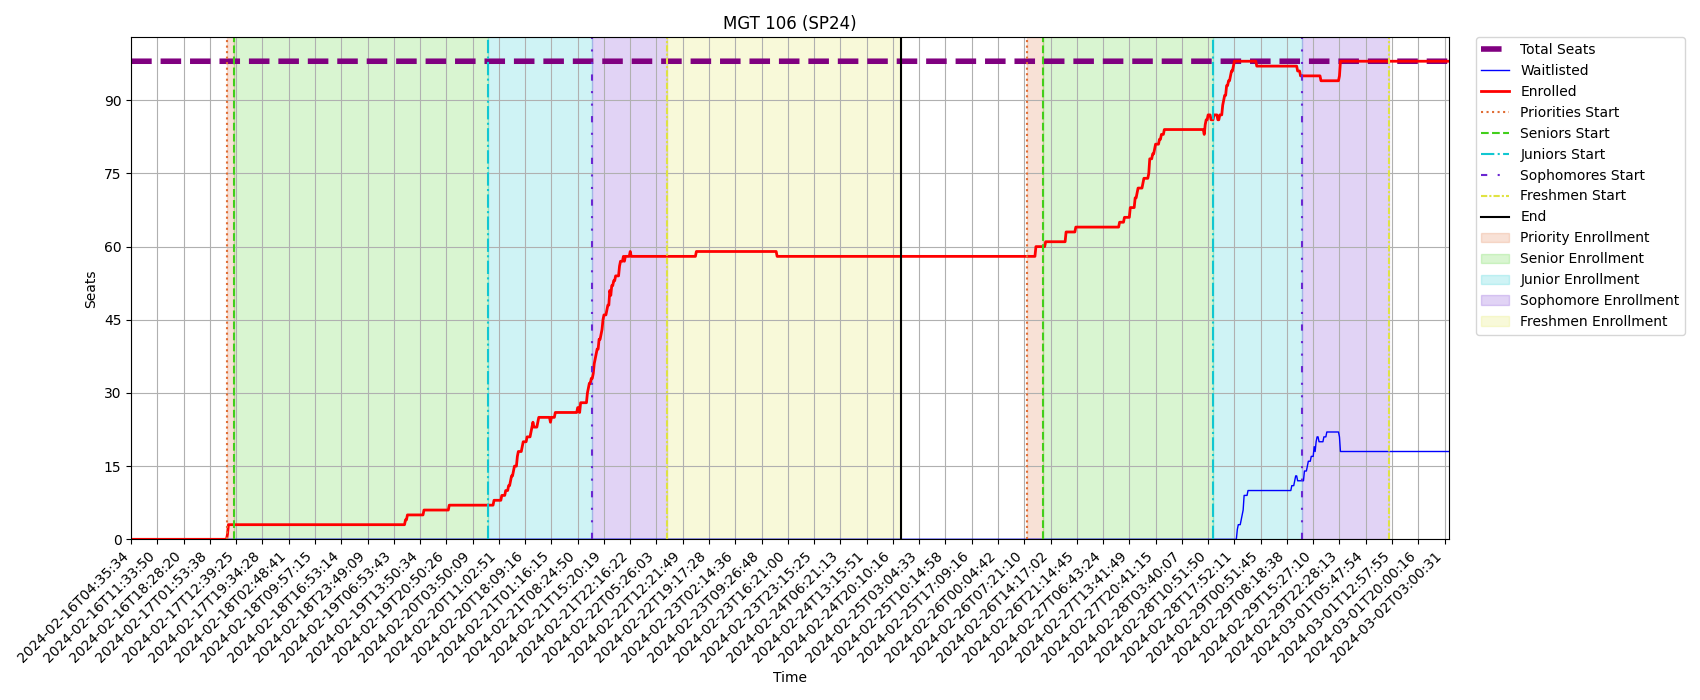 MGT 106 (SP24)
Seats
90
75
60
45
30
15
0
2024-02-16T04:35:34
2024-02-16T11:33:50
2024-02-16T18:28:20
2024-02-17T01:53:38
2024-02-17T12:39:25
2024-02-17T19:34:28
2024-02-18T02:48:41
2024-02-18T09:57:15
2024-02-18T16:53:14
2024-02-18T23:49:09
2024-02-19T06:53:43
2024-02-19T13:50:34
2024-02-19T20:50:26
2024-02-20T03:50:09
2024-02-20T11:02:51
2024-02-20T18:09:16
2024-02-21T01:16:15
2024-02-21T08:24:50
2024-02-21T15:20:19
2024-02-21T22:16:22
2024-02-22T05:26:03
2024-02-22T12:21:49
2024-02-22T19:17:28
2024-02-23T02:14:36
2024-02-23T09:26:48
2024-02-23T16:21:00
2024-02-23T23:15:25
2024-02-24T06:21:13
2024-02-24T13:15:51
2024-02-24T20:10:16
2024-02-25T03:04:33
2024-02-25T10:14:58
2024-02-25T17:09:16
2024-02-26T00:04:42
2024-02-26T07:21:10
2024-02-26T14:17:02
2024-02-26T21:14:45
2024-02-27T06:43:24
2024-02-27T13:41:49
2024-02-27T20:41:15
2024-02-28T03:40:07
2024-02-28T10:51:50
2024-02-28T17:52:11
2024-02-29T00:51:45
2024-02-29T08:18:38
2024-02-29T15:27:10
2024-02-29T22:28:13
2024-03-01T05:47:54
2024-03-01T12:57:55
2024-03-01T20:00:16
2024-03-02T03:00:31
Time
Total Seats
Waitlisted
Enrolled
Priorities Start
Seniors Start
Juniors Start
Sophomores Start
Freshmen Start
End
Priority Enrollment
Senior Enrollment
Junior Enrollment
Sophomore Enrollment
Freshmen Enrollment